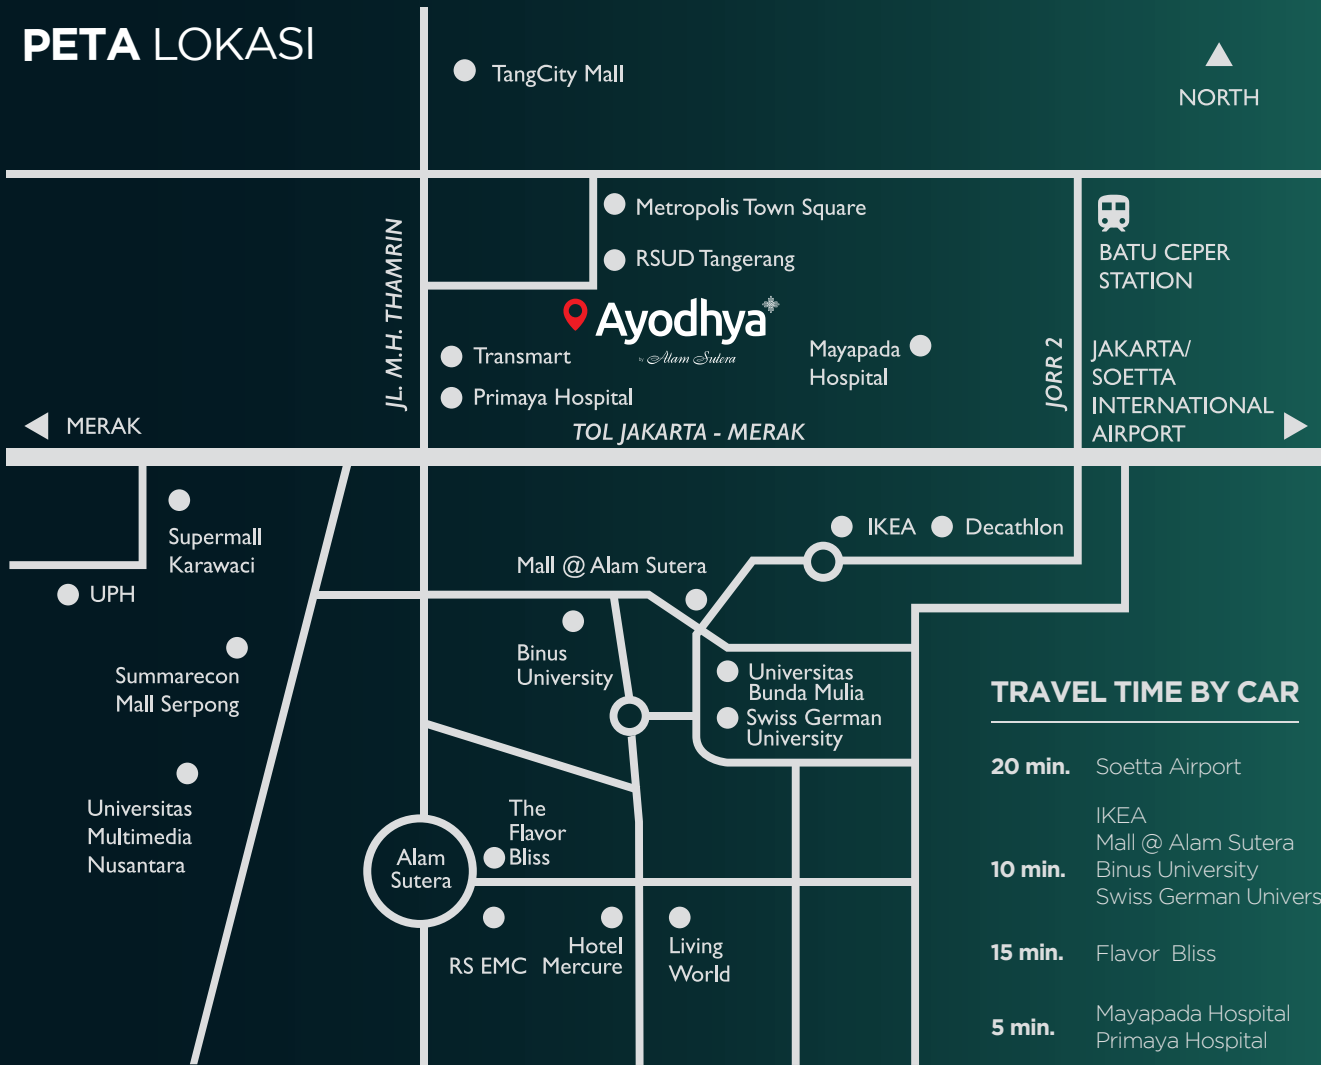 PETA LOKASI
TangCity Mall
NORTH
Metropolis Town Square
RSUD Tangerang
BATU CEPER
STATION
JL. M.H. THAMRIN
Ayodhya
by Alam Sutera
Transmart
Primaya Hospital
Mayapada
Hospital
JORR 2
JAKARTA/
SOETTA
INTERNATIONAL
AIRPORT
MERAK
TOL JAKARTA - MERAK
Supermall
Karawaci
UPH
IKEA
Decathlon
Mall @ Alam Sutera
Binus
University
Summarecon
Mall Serpong
Universitas
Bunda Mulia
Swiss German
University
Universitas
Multimedia
Nusantara
The
Flavor
Bliss
Alam
Sutera
RS EMC
Hotel
Mercure
Living
World
TRAVEL TIME BY CAR
20 min. Soetta Airport
10 min.
IKEA
Mall @ Alam Sutera
Binus University
Swiss German Univers
15 min. Flavor Bliss
5 min.
Mayapada Hospital
Primaya Hospital